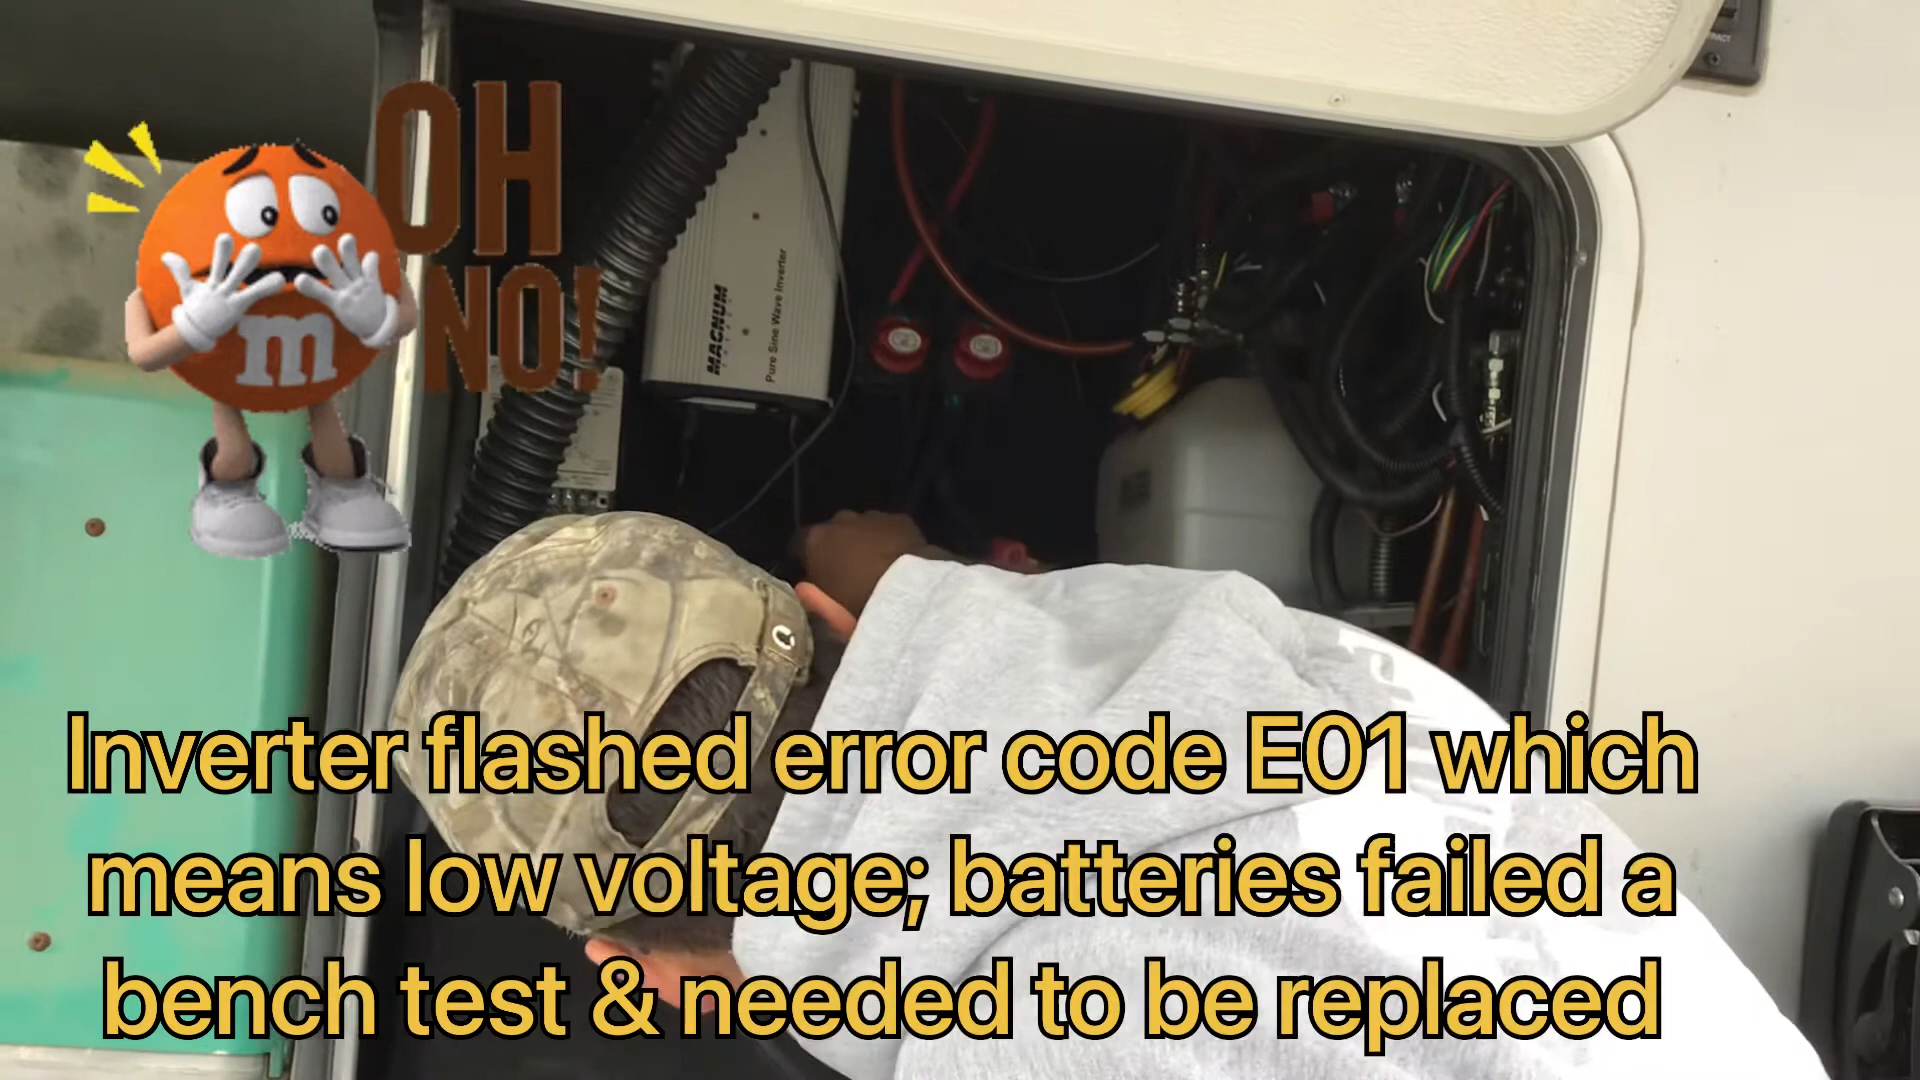 OH
NO!
m
MAGNUM
Pure Sine Wave Inverter
Inverter flashed error code E01 which
means low voltage; batteries failed a
bench test & needed to be replaced